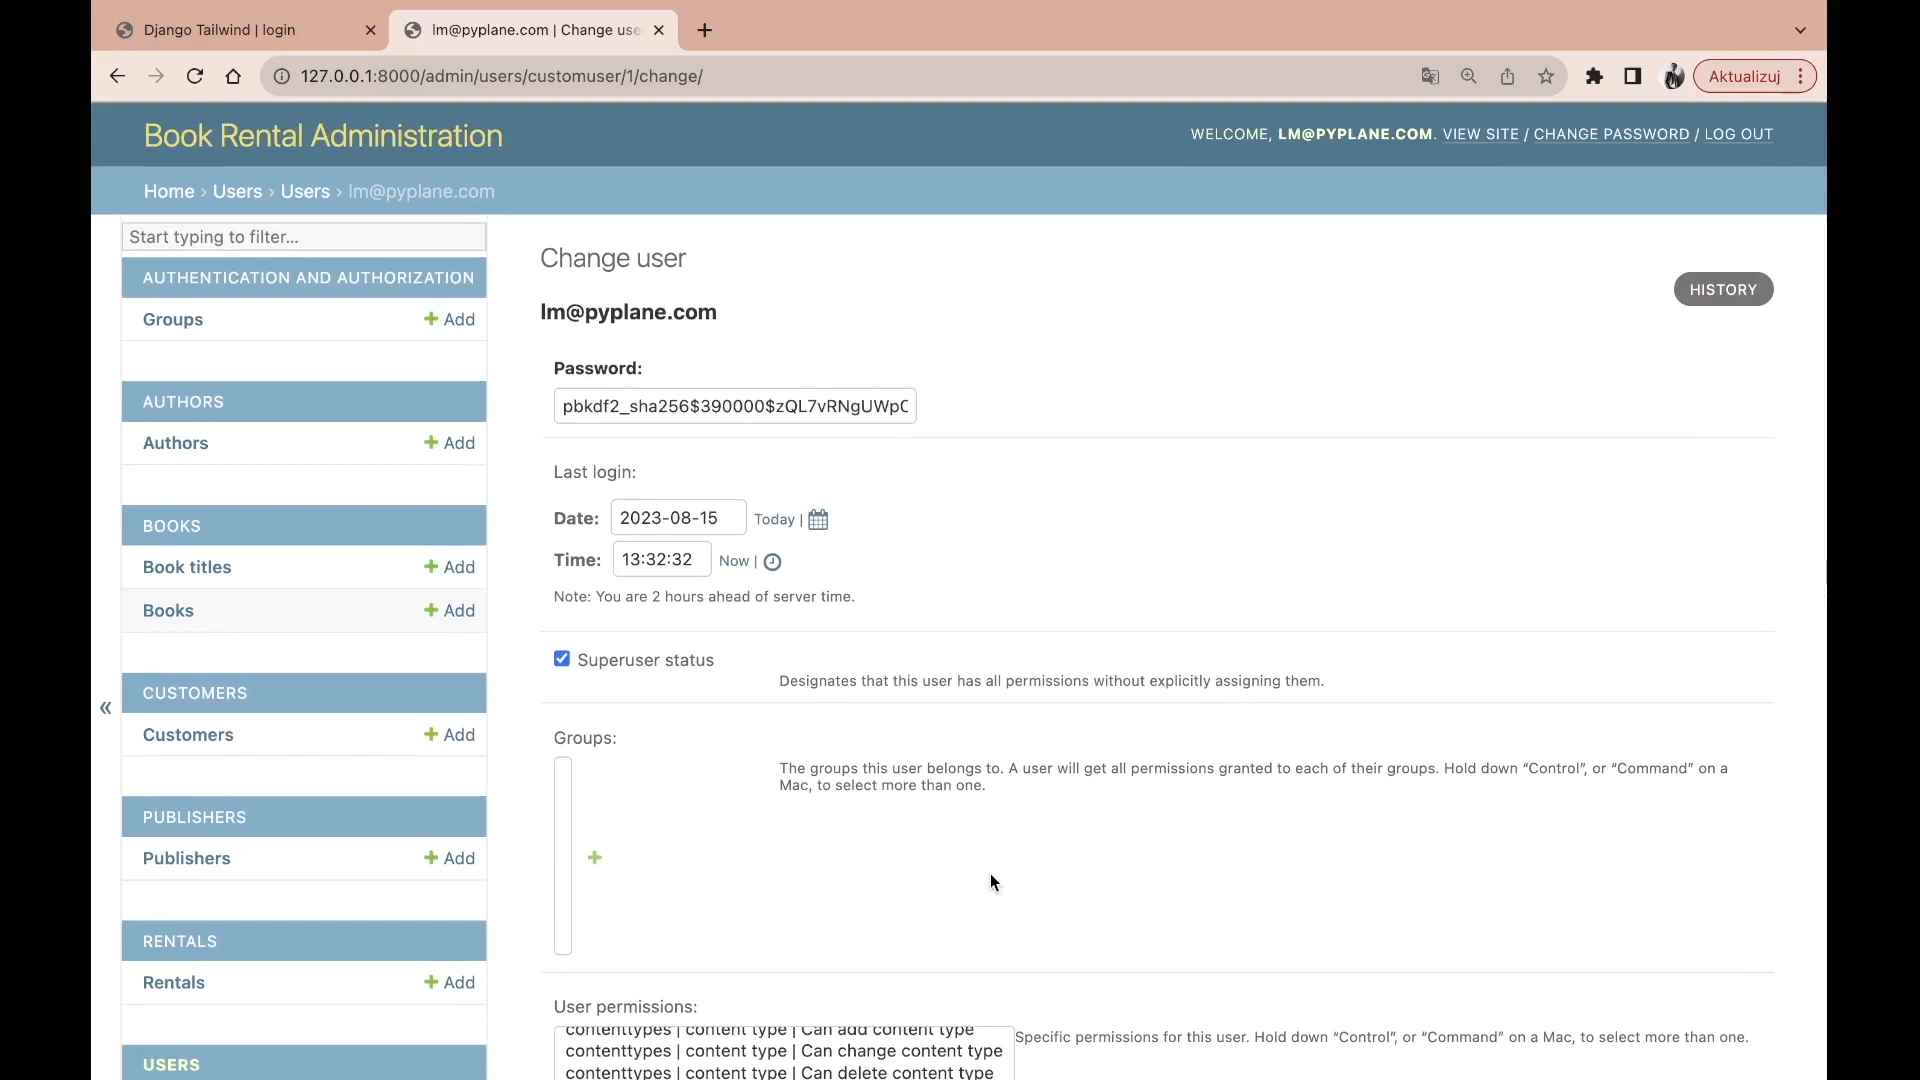 Django Tailwind | login
lm@pyplane.com | Change use
127.0.0.1:8000/admin/users/customuser/1/change/
Aktualizuj
Book Rental Administration
WELCOME, LM@PYPLANE.COM. VIEW SITE / CHANGE PASSWORD / LOG OUT
Home › Users › Users › lm@pyplane.com
Start typing to filter...
AUTHENTICATION AND AUTHORIZATION
Groups + Add
AUTHORS
Authors + Add
BOOKS
Book titles + Add
Books + Add
CUSTOMERS
Customers + Add
PUBLISHERS
Publishers + Add
RENTALS
Rentals + Add
USERS
«
Change user
HISTORY
lm@pyplane.com
Password:
pbkdf2_sha256$390000$zQL7vRNgUWpC
Last login:
Date: 2023-08-15 Today |
Time: 13:32:32 Now |
Note: You are 2 hours ahead of server time.
Superuser status
Designates that this user has all permissions without explicitly assigning them.
Groups:
The groups this user belongs to. A user will get all permissions granted to each of their groups. Hold down “Control”, or “Command” on a
Mac, to select more than one.
User permissions:
contenttypes | content type | Can add content type
contenttypes | content type | Can change content type
contenttypes | content type | Can delete content type
Specific permissions for this user. Hold down “Control”, or “Command” on a Mac, to select more than one.